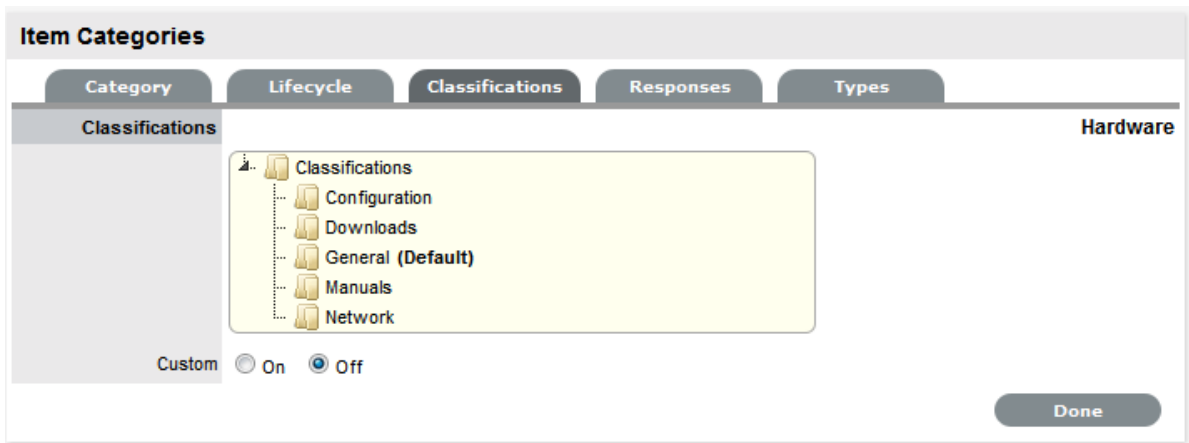 Item Categories
Category Lifecycle Classifications Responses Types
Classifications Hardware
Classifications
Configuration
Downloads
General (Default)
Manuals
Network
Custom On Off
Done